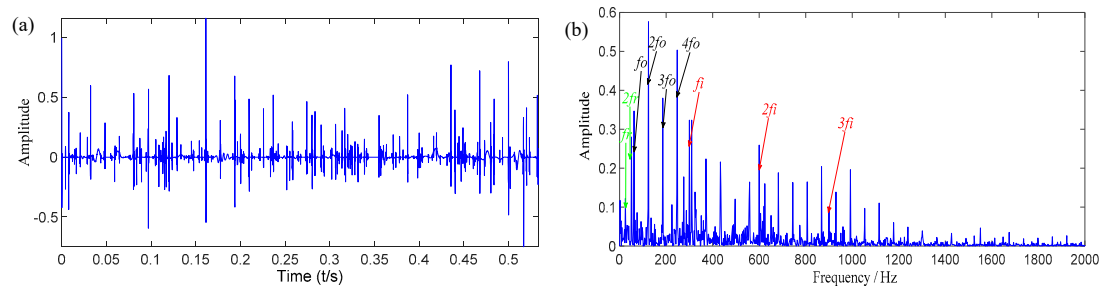 (a)
1
0.5
0
-0.5
Amplitude
0 0.05 0.1 0.15 0.2 0.25 0.3 0.35 0.4 0.45 0.5
Time (t/s)
(b)
0.6
0.5
0.4
0.3
0.2
0.1
0
Amplitude
fr
2fr
fo
2fo
3fo
4fo
fi
2fi
3fi
0 200 400 600 800 1000 1200 1400 1600 1800 2000
Frequency / Hz